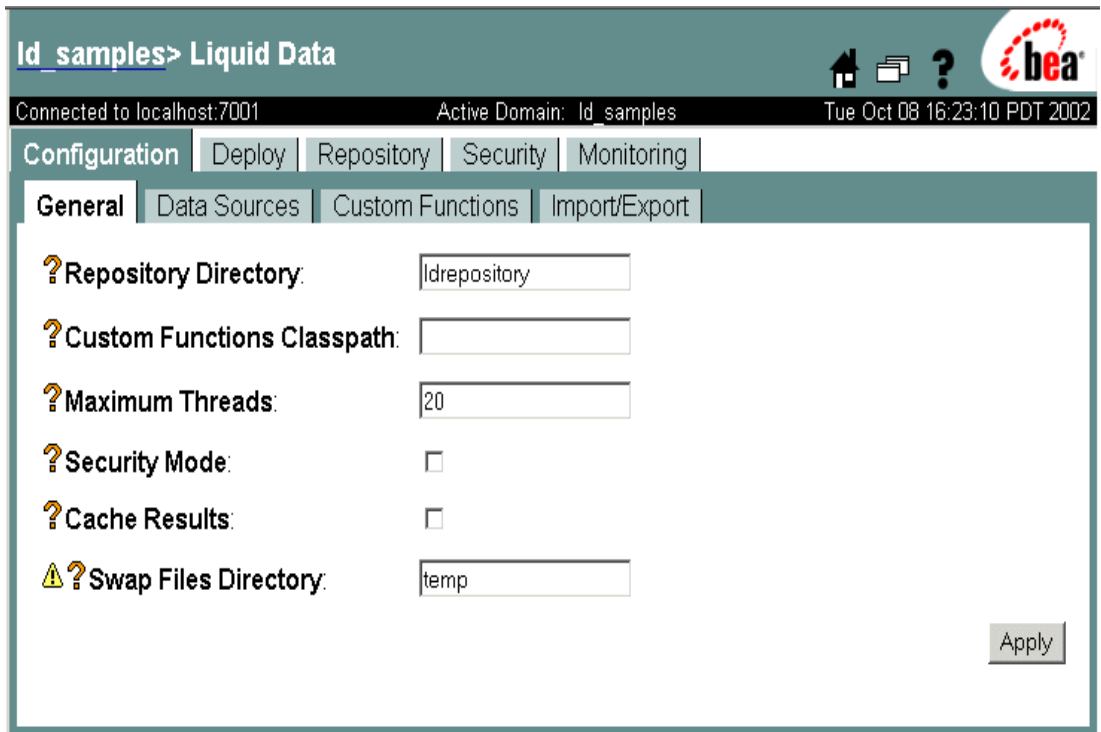 ld_samples> Liquid Data
bea
Connected to localhost:7001 Active Domain: ld_samples Tue Oct 08 16:23:10 PDT 2002
Configuration Deploy Repository Security Monitoring
General Data Sources Custom Functions Import/Export
Repository Directory: ldrepository
Custom Functions Classpath:
Maximum Threads: 20
Security Mode:
Cache Results:
Swap Files Directory: temp
Apply